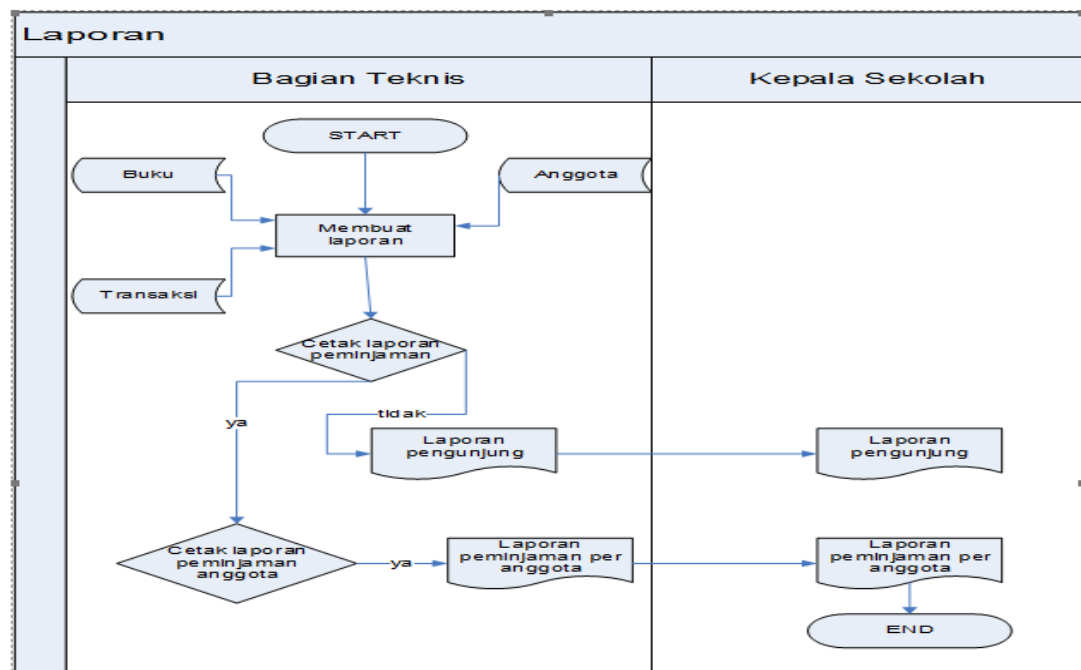 Laporan
Bagian Teknis
Kepala Sekolah
START
Buku
Anggota
Membuat
laporan
Transaksi
Cetak laporan
peminjaman
ya
tidak
Laporan
pengunjung
Laporan
pengunjung
Cetak laporan
peminjaman
anggota
ya
Laporan
peminjaman per
anggota
Laporan
peminjaman per
anggota
END